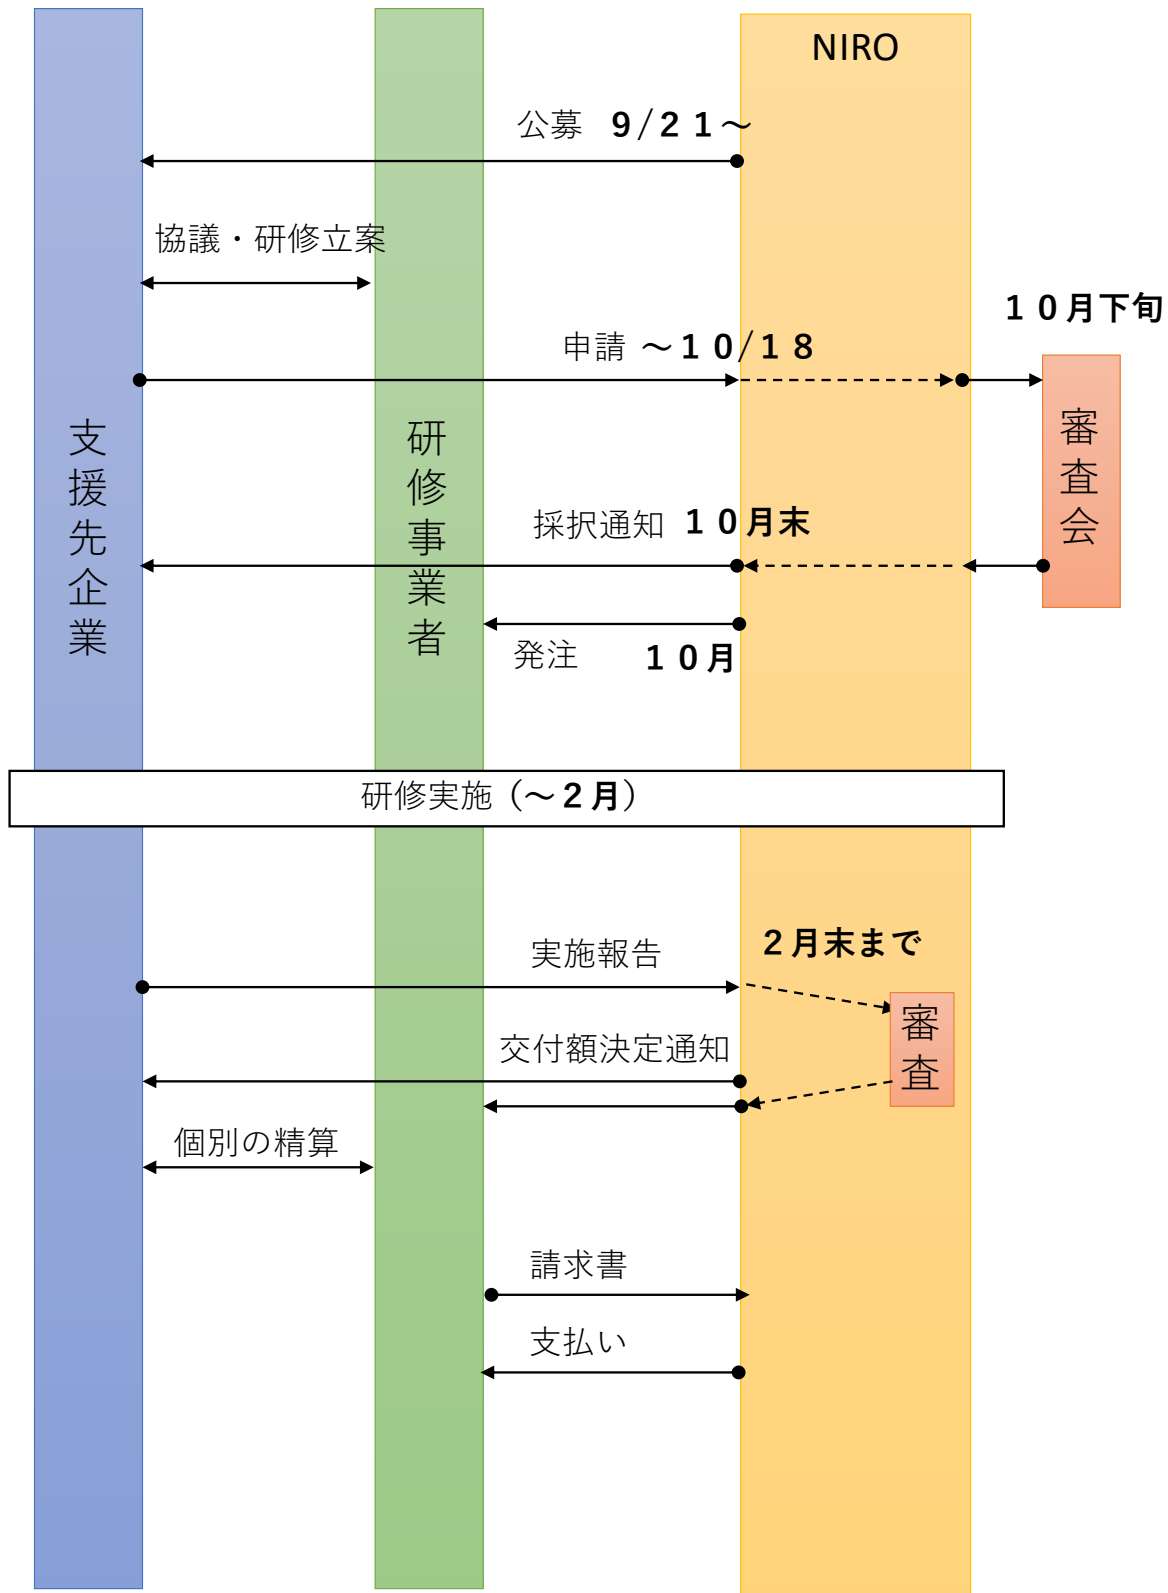 NIRO
公募 ９/２１～
協議・研修立案
１０月下旬
申請 ～１０/１８
支援先企業
研修事業者
審査会
採択通知 １０月末
発注 １０月
研修実施（～２月）
２月末まで
実施報告
審査
交付額決定通知
個別の精算
請求書
支払い